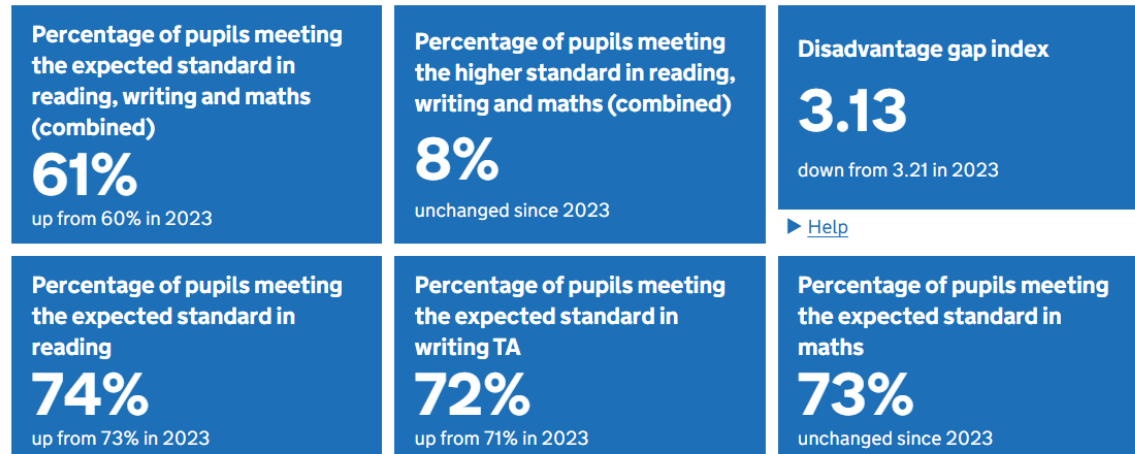 Percentage of pupils meeting
the expected standard in
reading, writing and maths
(combined)
61%
up from 60% in 2023
Percentage of pupils meeting
the higher standard in reading,
writing and maths (combined)
8%
unchanged since 2023
Disadvantage gap index
3.13
down from 3.21 in 2023
Help
Percentage of pupils meeting
the expected standard in
reading
74%
up from 73% in 2023
Percentage of pupils meeting
the expected standard in
writing TA
72%
up from 71% in 2023
Percentage of pupils meeting
the expected standard in
maths
73%
unchanged since 2023